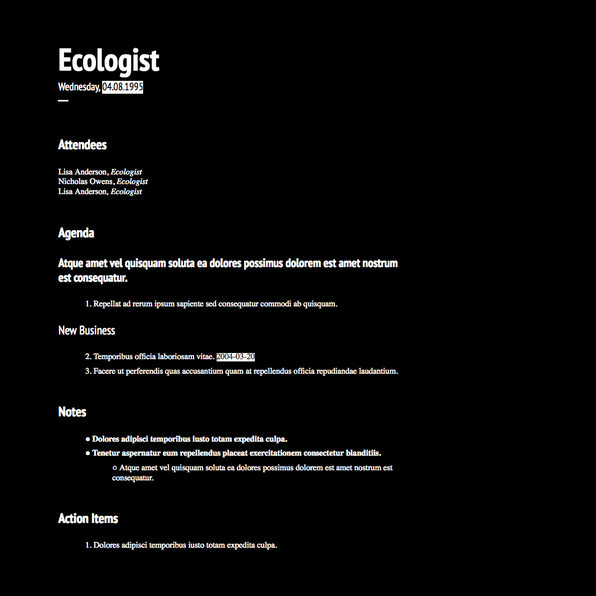 Ecologist
Wednesday, 04.08.1995
Attendees
Lisa Anderson, Ecologist
Nicholas Owens, Ecologist
Lisa Anderson, Ecologist
Agenda
Atque amet vel quisquam soluta ea dolores possimus dolorem est amet nostrum
est consequatur.
1. Repellat ad rerum ipsum sapiente sed consequatur commodi ab quisquam.
New Business
2. Temporibus officia laboriosam vitae. 2004-03-20
3. Facere ut perferendis quas accusantium quam at repellendus officia repudiandae laudantium.
Notes
● Dolores adipisci temporibus iusto totam expedita culpa.
● Tenetur aspernatur eum repellendus placeat exercitationem consectetur blanditiis.
○ Atque amet vel quisquam soluta ea dolores possimus dolorem est amet nostrum est
consequatur.
Action Items
1. Dolores adipisci temporibus iusto totam expedita culpa.